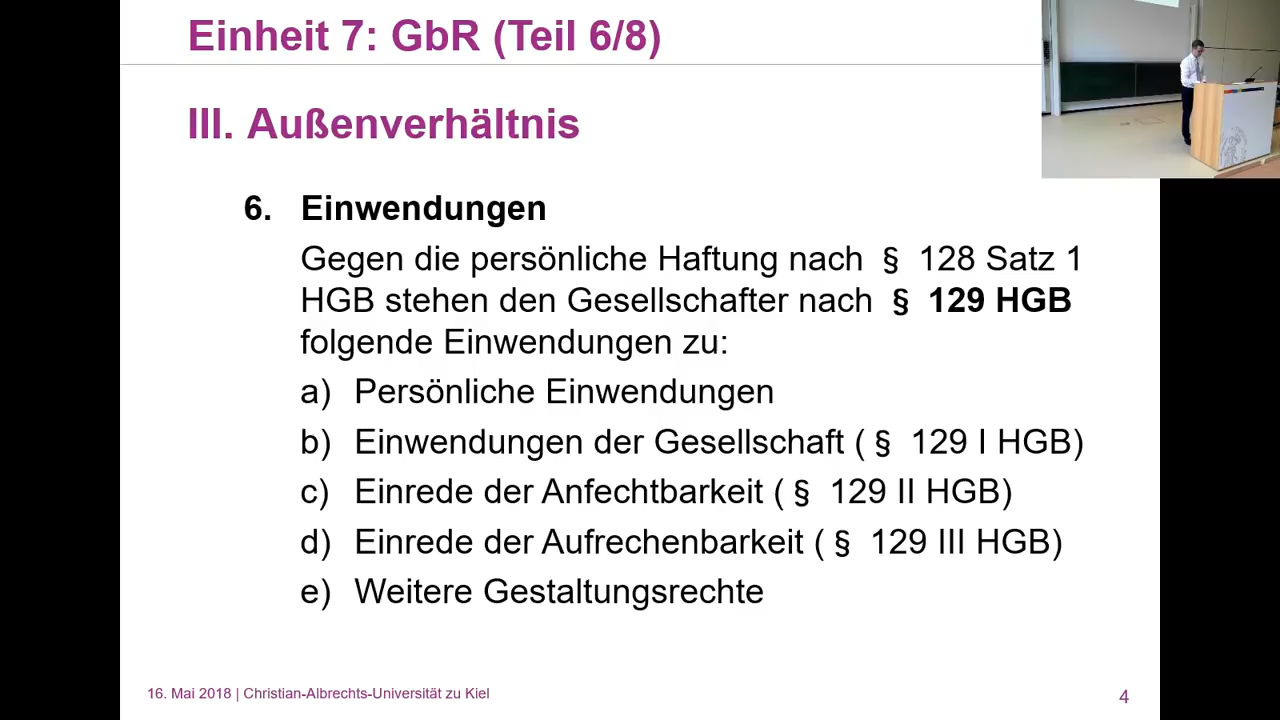 Einheit 7: GbR (Teil 6/8)
III. Außenverhältnis
6. Einwendungen
Gegen die persönliche Haftung nach § 128 Satz 1
HGB stehen den Gesellschafter nach § 129 HGB
folgende Einwendungen zu:
a) Persönliche Einwendungen
b) Einwendungen der Gesellschaft ( § 129 I HGB)
c) Einrede der Anfechtbarkeit ( § 129 II HGB)
d) Einrede der Aufrechenbarkeit ( § 129 III HGB)
e) Weitere Gestaltungsrechte
16. Mai 2018 | Christian-Albrechts-Universität zu Kiel
4